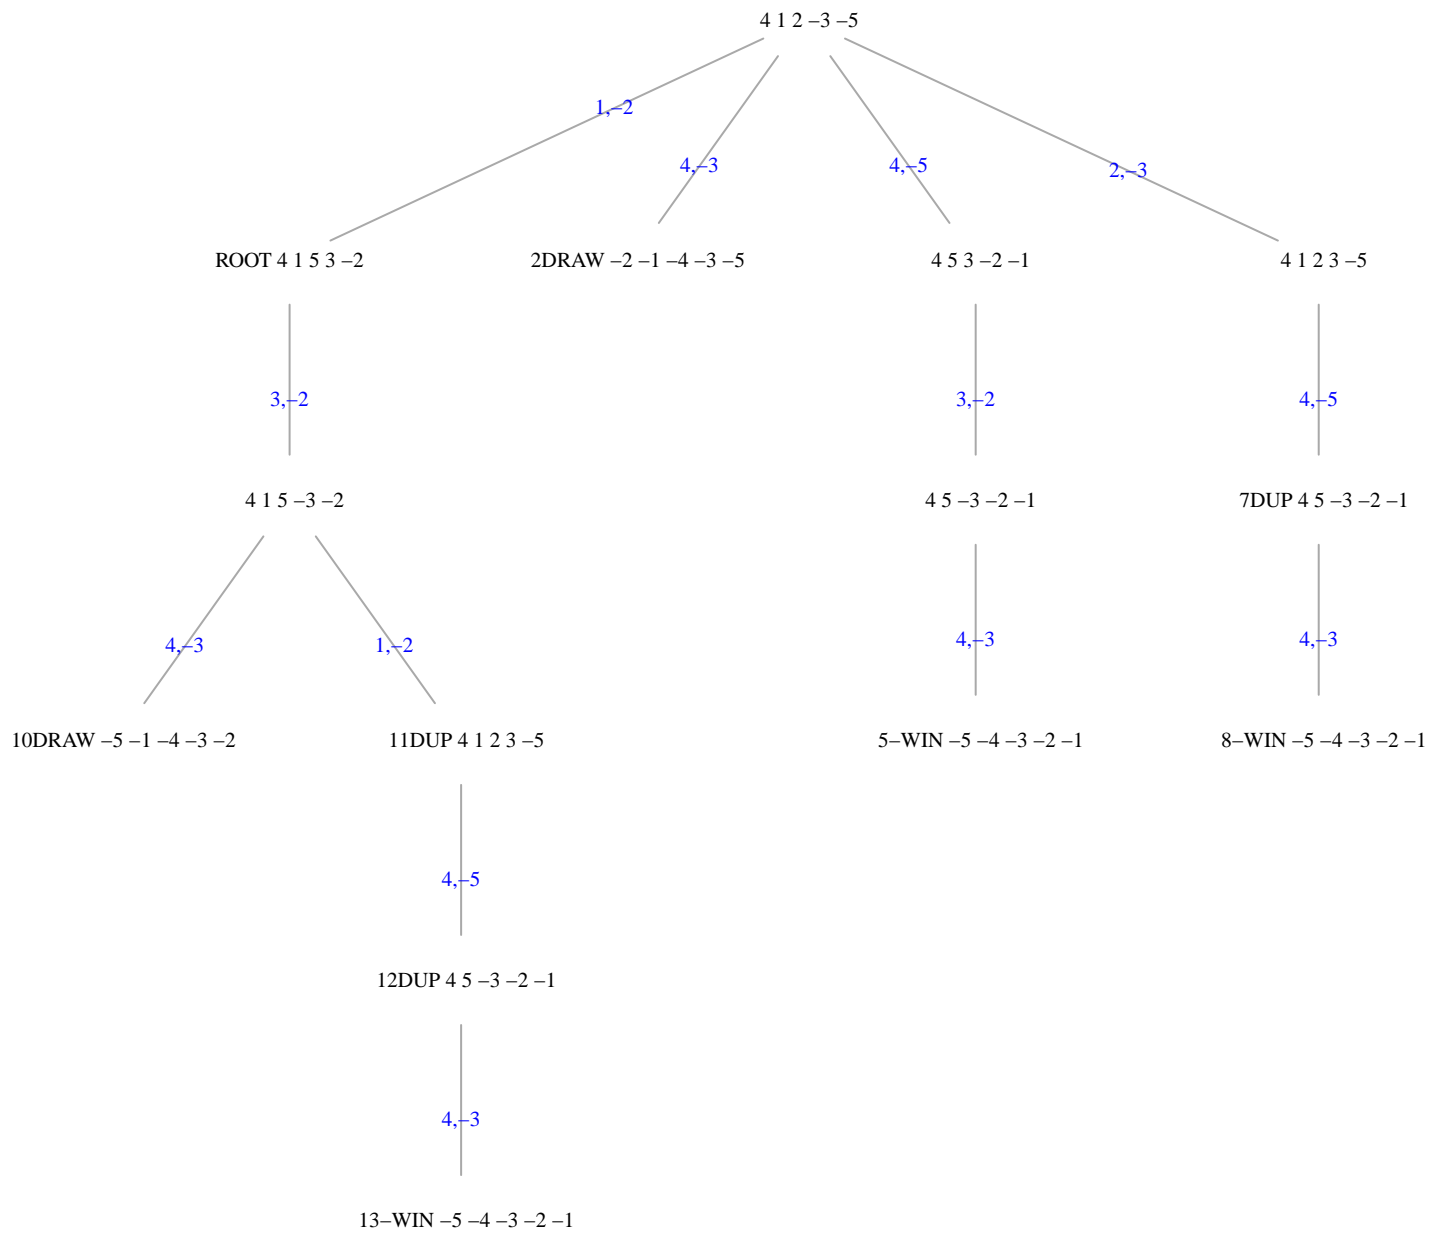 4 1 2 –3 –5
1,–2
4,–3
4,–5
2,–3
ROOT 4 1 5 3 –2
2DRAW –2 –1 –4 –3 –5
4 5 3 –2 –1
4 1 2 3 –5
3,–2
3,–2
4,–5
4 1 5 –3 –2
4 5 –3 –2 –1
7DUP 4 5 –3 –2 –1
4,–3
1,–2
4,–3
4,–3
10DRAW –5 –1 –4 –3 –2
11DUP 4 1 2 3 –5
5–WIN –5 –4 –3 –2 –1
8–WIN –5 –4 –3 –2 –1
4,–5
12DUP 4 5 –3 –2 –1
4,–3
13–WIN –5 –4 –3 –2 –1